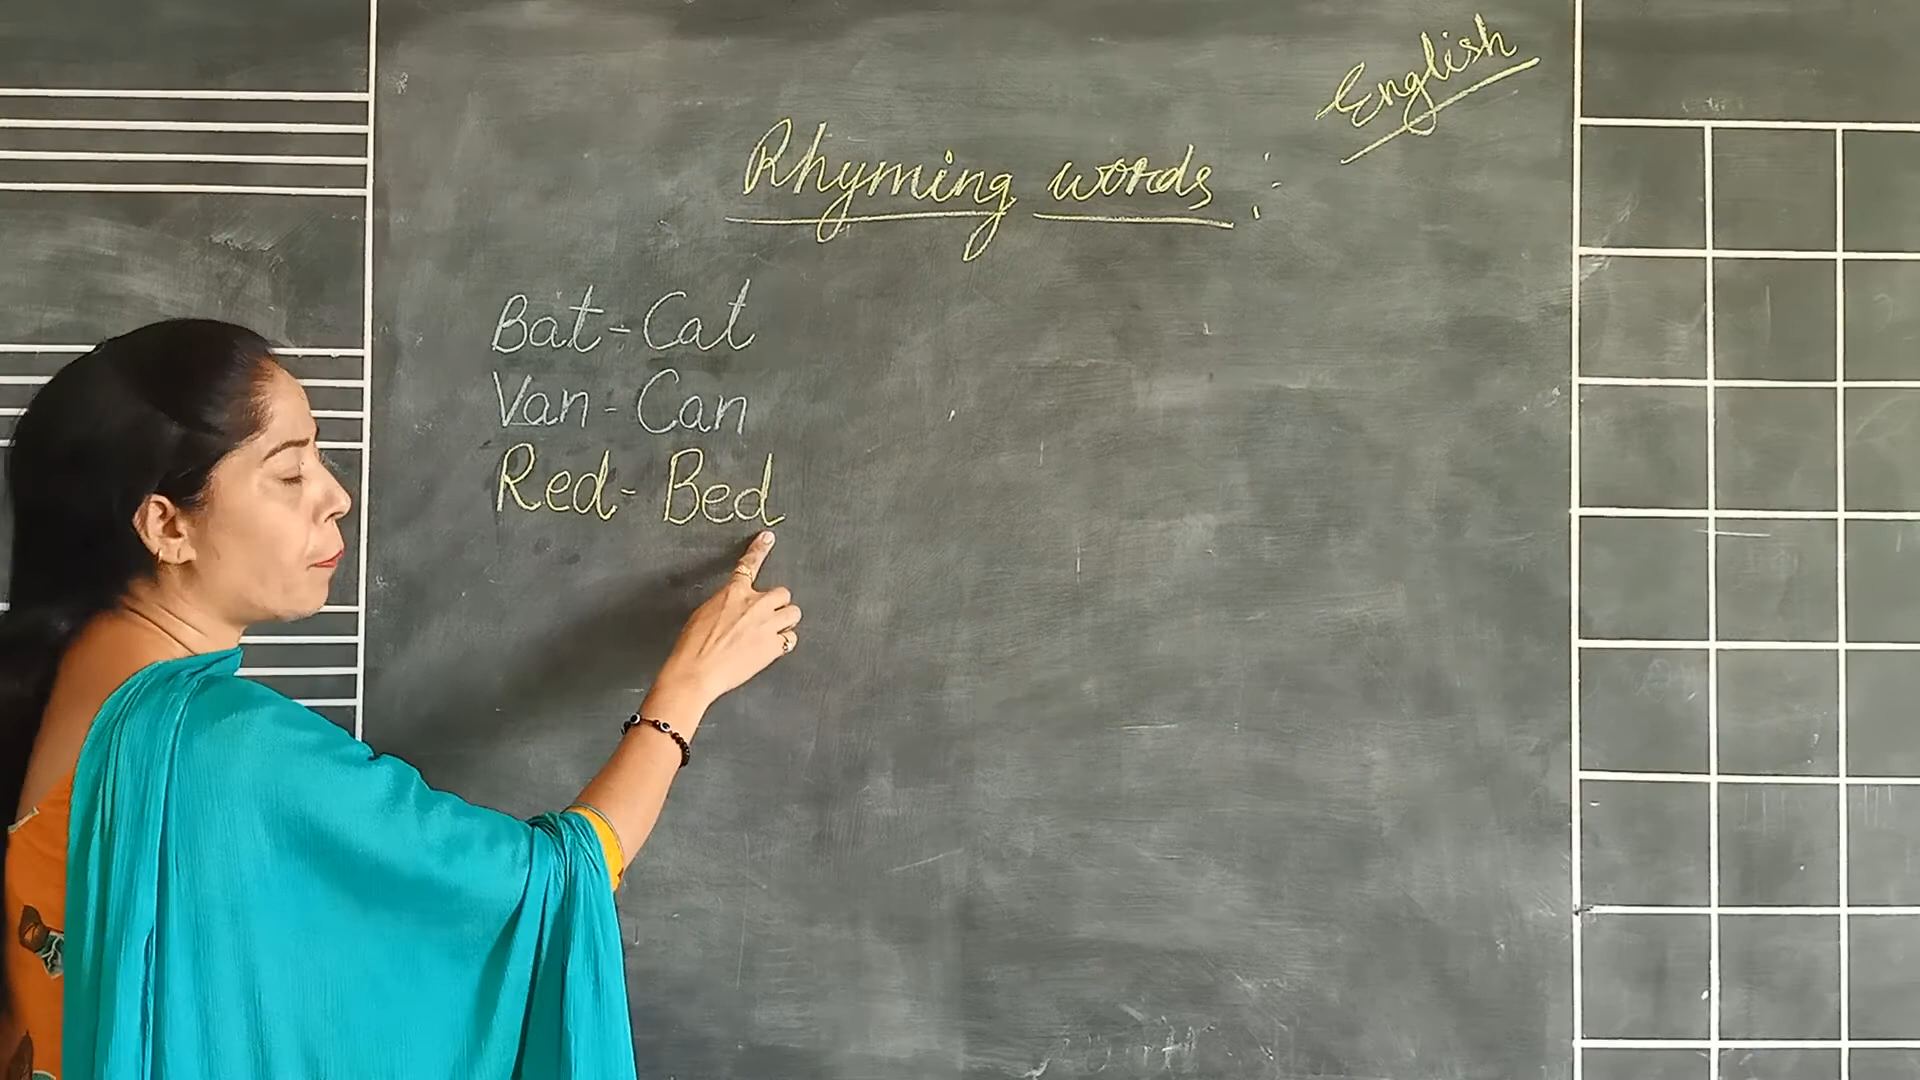 English
Rhyming words :
Bat - Cat
Van - Can
Red - Bed